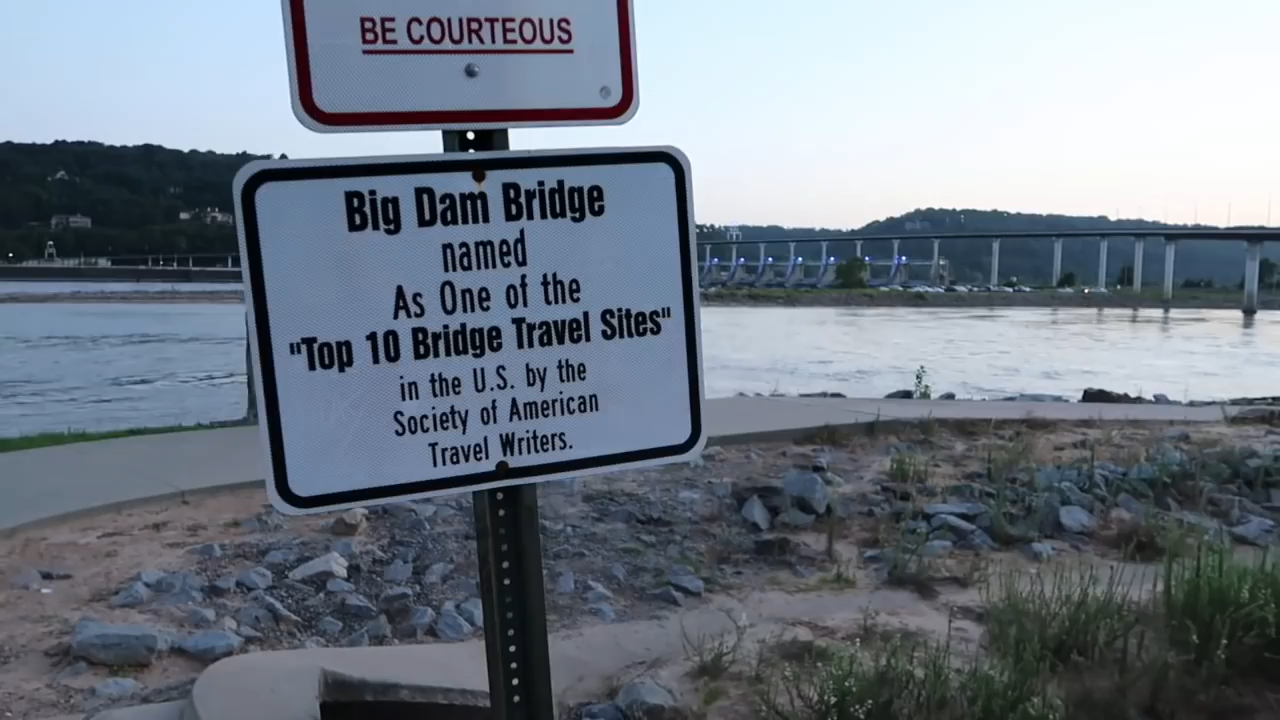 BE COURTEOUS
Big Dam Bridge
named
As One of the
"Top 10 Bridge Travel Sites"
in the U.S. by the
Society of American
Travel Writers.